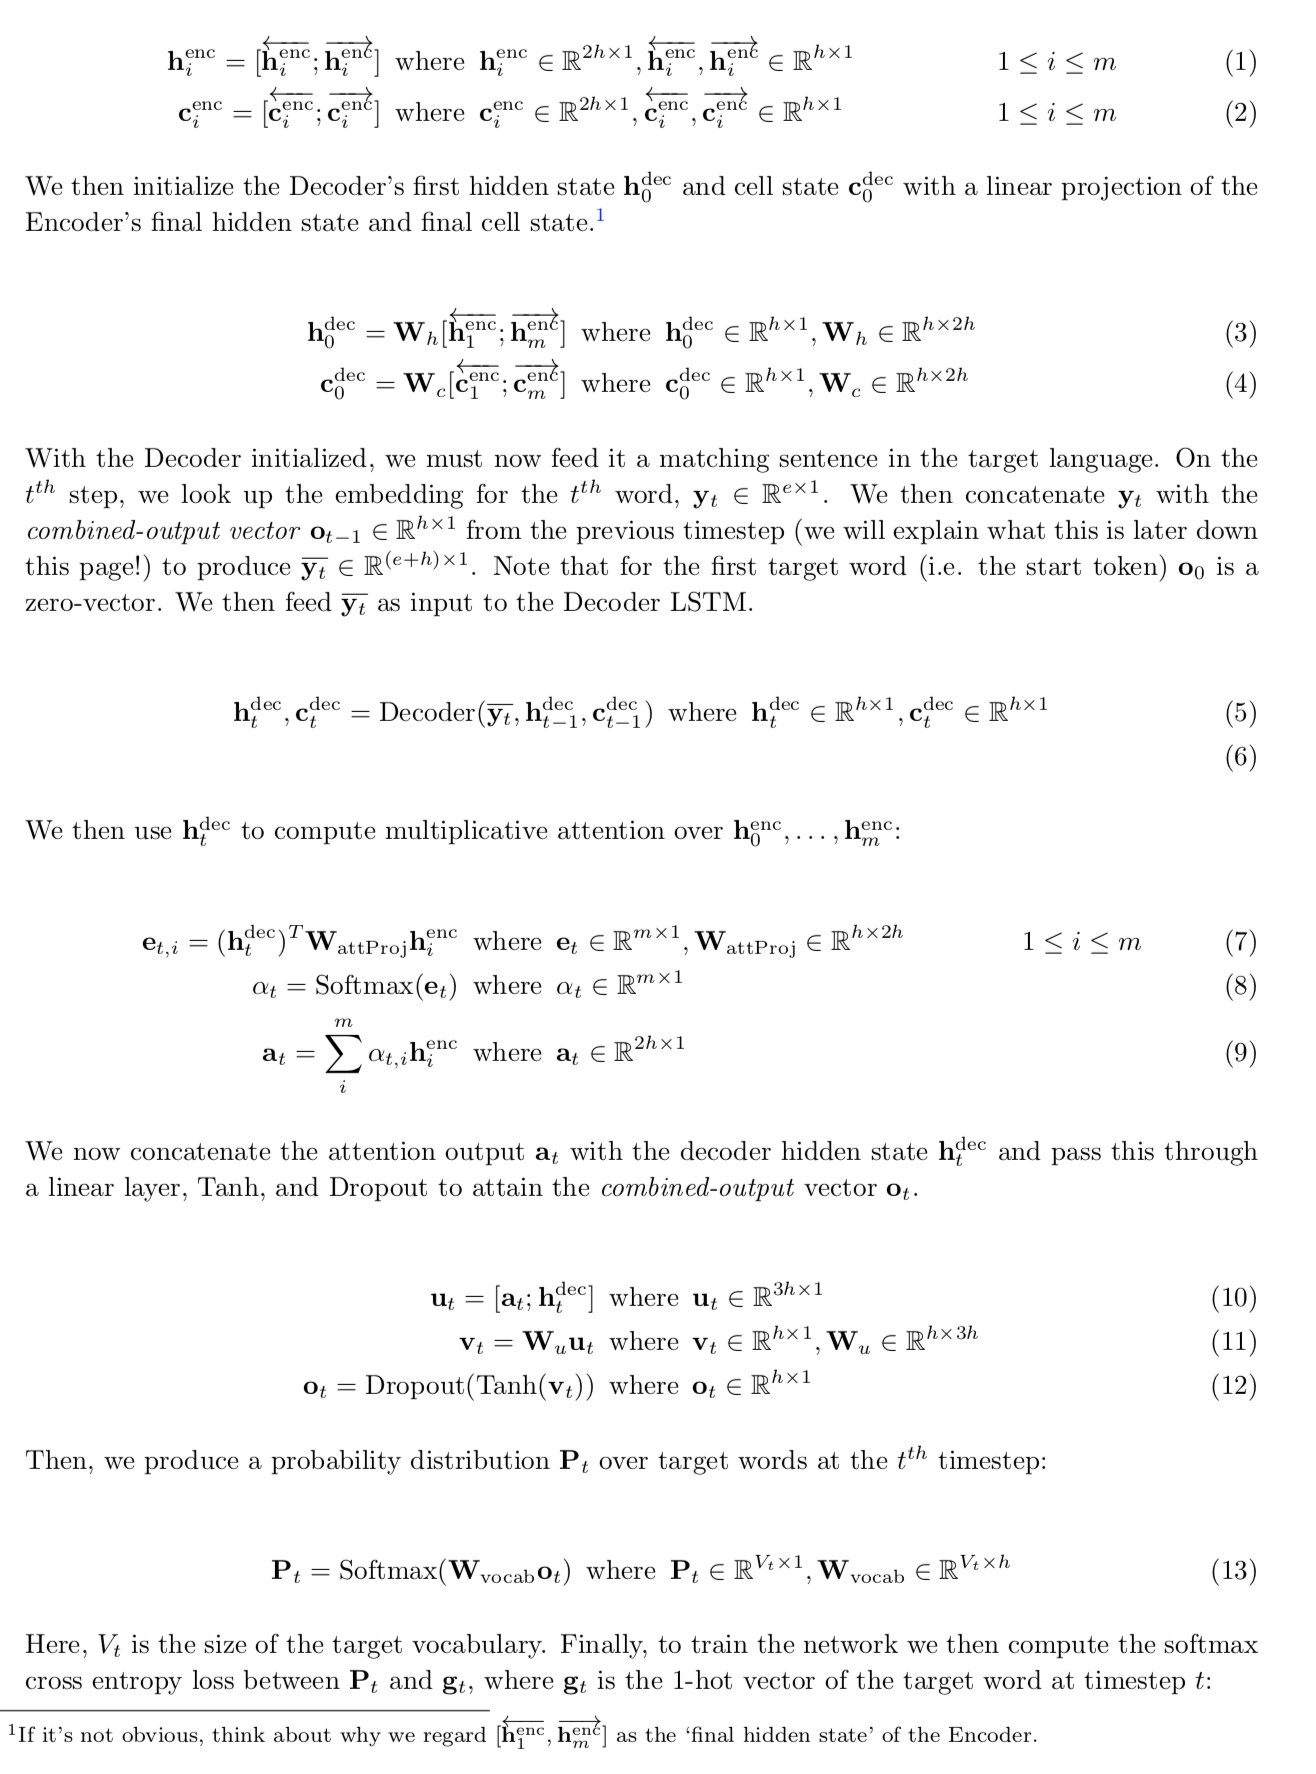 $\mathbf{h}_i^{\text{enc}} = [\overleftarrow{\mathbf{h}_i^{\text{enc}}}; \overrightarrow{\mathbf{h}_i^{\text{enc}}}] \text{ where } \mathbf{h}_i^{\text{enc}} \in \mathbb{R}^{2h \times 1}, \overleftarrow{\mathbf{h}_i^{\text{enc}}}, \overrightarrow{\mathbf{h}_i^{\text{enc}}} \in \mathbb{R}^{h \times 1} \quad 1 \leq i \leq m \quad (1)$
$\mathbf{c}_i^{\text{enc}} = [\overleftarrow{\mathbf{c}_i^{\text{enc}}}; \overrightarrow{\mathbf{c}_i^{\text{enc}}}] \text{ where } \mathbf{c}_i^{\text{enc}} \in \mathbb{R}^{2h \times 1}, \overleftarrow{\mathbf{c}_i^{\text{enc}}}, \overrightarrow{\mathbf{c}_i^{\text{enc}}} \in \mathbb{R}^{h \times 1} \quad 1 \leq i \leq m \quad (2)$
We then initialize the Decoder's first hidden state $\mathbf{h}_0^{\text{dec}}$ and cell state $\mathbf{c}_0^{\text{dec}}$ with a linear projection of the
Encoder's final hidden state and final cell state.$^1$
$\mathbf{h}_0^{\text{dec}} = \mathbf{W}_h[\overleftarrow{\mathbf{h}_1^{\text{enc}}}; \overrightarrow{\mathbf{h}_m^{\text{enc}}}] \text{ where } \mathbf{h}_0^{\text{dec}} \in \mathbb{R}^{h \times 1}, \mathbf{W}_h \in \mathbb{R}^{h \times 2h} \quad (3)$
$\mathbf{c}_0^{\text{dec}} = \mathbf{W}_c[\overleftarrow{\mathbf{c}_1^{\text{enc}}}; \overrightarrow{\mathbf{c}_m^{\text{enc}}}] \text{ where } \mathbf{c}_0^{\text{dec}} \in \mathbb{R}^{h \times 1}, \mathbf{W}_c \in \mathbb{R}^{h \times 2h} \quad (4)$
With the Decoder initialized, we must now feed it a matching sentence in the target language. On the
$t^{th}$ step, we look up the embedding for the $t^{th}$ word, $\mathbf{y}_t \in \mathbb{R}^{e \times 1}$. We then concatenate $\mathbf{y}_t$ with the
combined-output vector $\mathbf{o}_{t-1} \in \mathbb{R}^{h \times 1}$ from the previous timestep (we will explain what this is later down
this page!) to produce $\overline{\mathbf{y}_t} \in \mathbb{R}^{(e+h) \times 1}$. Note that for the first target word (i.e. the start token) $\mathbf{o}_0$ is a
zero-vector. We then feed $\overline{\mathbf{y}_t}$ as input to the Decoder LSTM.
$\mathbf{h}_t^{\text{dec}}, \mathbf{c}_t^{\text{dec}} = \text{Decoder}(\overline{\mathbf{y}_t}, \mathbf{h}_{t-1}^{\text{dec}}, \mathbf{c}_{t-1}^{\text{dec}}) \text{ where } \mathbf{h}_t^{\text{dec}} \in \mathbb{R}^{h \times 1}, \mathbf{c}_t^{\text{dec}} \in \mathbb{R}^{h \times 1} \quad (5)$
(6)
We then use $\mathbf{h}_t^{\text{dec}}$ to compute multiplicative attention over $\mathbf{h}_0^{\text{enc}}, \ldots, \mathbf{h}_m^{\text{enc}}$:
$\mathbf{e}_{t,i} = (\mathbf{h}_t^{\text{dec}})^T \mathbf{W}_{\text{attProj}} \mathbf{h}_i^{\text{enc}} \text{ where } \mathbf{e}_t \in \mathbb{R}^{m \times 1}, \mathbf{W}_{\text{attProj}} \in \mathbb{R}^{h \times 2h} \quad 1 \leq i \leq m \quad (7)$
$\alpha_t = \text{Softmax}(\mathbf{e}_t) \text{ where } \alpha_t \in \mathbb{R}^{m \times 1} \quad (8)$
$\mathbf{a}_t = \sum_i^m \alpha_{t,i} \mathbf{h}_i^{\text{enc}} \text{ where } \mathbf{a}_t \in \mathbb{R}^{2h \times 1} \quad (9)$
We now concatenate the attention output $\mathbf{a}_t$ with the decoder hidden state $\mathbf{h}_t^{\text{dec}}$ and pass this through
a linear layer, Tanh, and Dropout to attain the combined-output vector $\mathbf{o}_t$.
$\mathbf{u}_t = [\mathbf{a}_t; \mathbf{h}_t^{\text{dec}}] \text{ where } \mathbf{u}_t \in \mathbb{R}^{3h \times 1} \quad (10)$
$\mathbf{v}_t = \mathbf{W}_u \mathbf{u}_t \text{ where } \mathbf{v}_t \in \mathbb{R}^{h \times 1}, \mathbf{W}_u \in \mathbb{R}^{h \times 3h} \quad (11)$
$\mathbf{o}_t = \text{Dropout}(\text{Tanh}(\mathbf{v}_t)) \text{ where } \mathbf{o}_t \in \mathbb{R}^{h \times 1} \quad (12)$
Then, we produce a probability distribution $\mathbf{P}_t$ over target words at the $t^{th}$ timestep:
$\mathbf{P}_t = \text{Softmax}(\mathbf{W}_{\text{vocab}} \mathbf{o}_t) \text{ where } \mathbf{P}_t \in \mathbb{R}^{V_t \times 1}, \mathbf{W}_{\text{vocab}} \in \mathbb{R}^{V_t \times h} \quad (13)$
Here, $V_t$ is the size of the target vocabulary. Finally, to train the network we then compute the softmax
cross entropy loss between $\mathbf{P}_t$ and $\mathbf{g}_t$, where $\mathbf{g}_t$ is the 1-hot vector of the target word at timestep $t$:
$^1$If it's not obvious, think about why we regard $[\overleftarrow{\mathbf{h}_1^{\text{enc}}}, \overrightarrow{\mathbf{h}_m^{\text{enc}}}]$ as the 'final hidden state' of the Encoder.